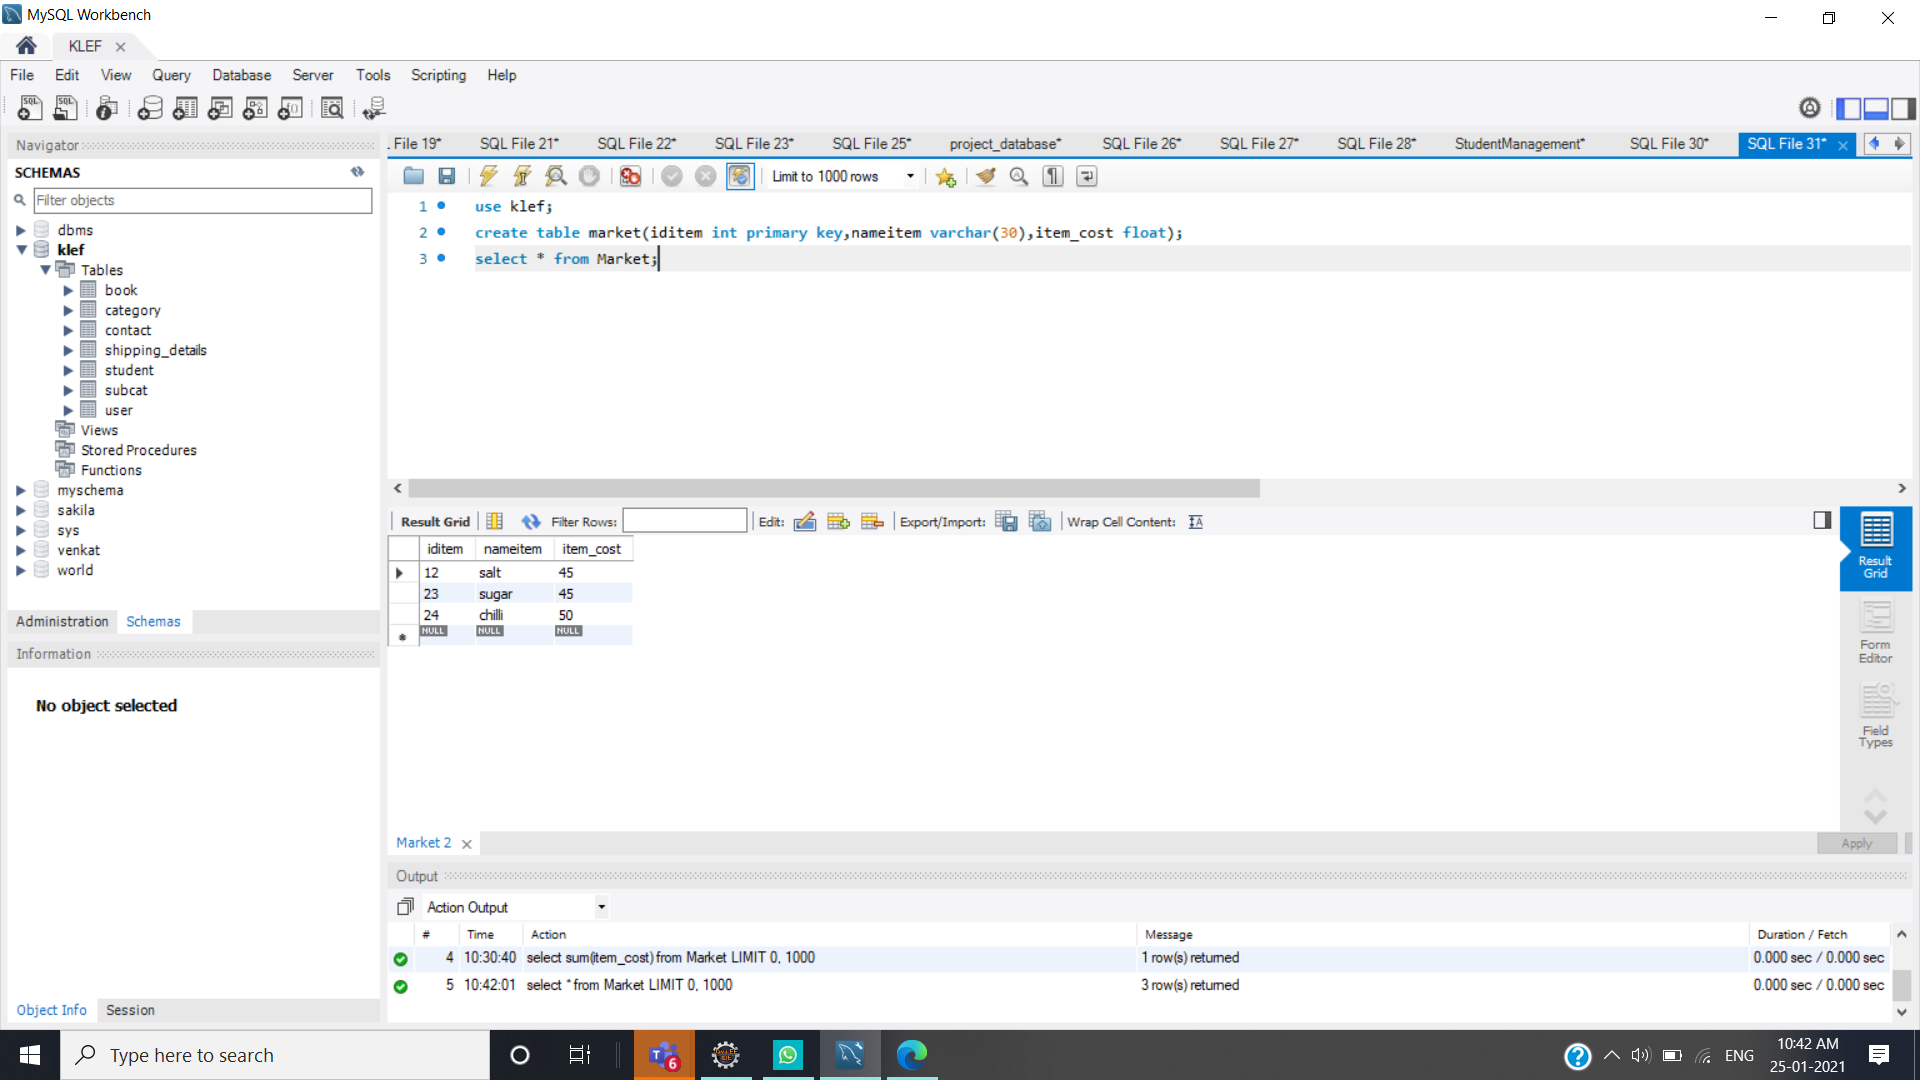 MySQL Workbench
KLEF
File Edit View Query Database Server Tools Scripting Help
Navigator
SCHEMAS
Filter objects
dbms
klef
Tables
book
category
contact
shipping_details
student
subcat
user
Views
Stored Procedures
Functions
myschema
sakila
sys
venkat
world
Administration Schemas
Information
No object selected
Object Info Session
File 19* SQL File 21* SQL File 22* SQL File 23* SQL File 25* project_database* SQL File 26* SQL File 27* SQL File 28* StudentManagement* SQL File 30* SQL File 31*
Limit to 1000 rows
1 use klef;
2 create table market(iditem int primary key,nameitem varchar(30),item_cost float);
3 select * from Market;
Result Grid Filter Rows: Edit: Export/Import: Wrap Cell Content:
iditem nameitem item_cost
12 salt 45
23 sugar 45
24 chilli 50
NULL NULL NULL
Result
Grid
Form
Editor
Field
Types
Market 2
Apply
Output
Action Output
# Time Action Message Duration / Fetch
4 10:30:40 select sum(item_cost) from Market LIMIT 0, 1000 1 row(s) returned 0.000 sec / 0.000 sec
5 10:42:01 select * from Market LIMIT 0, 1000 3 row(s) returned 0.000 sec / 0.000 sec
Type here to search
6
ENG
10:42 AM
25-01-2021